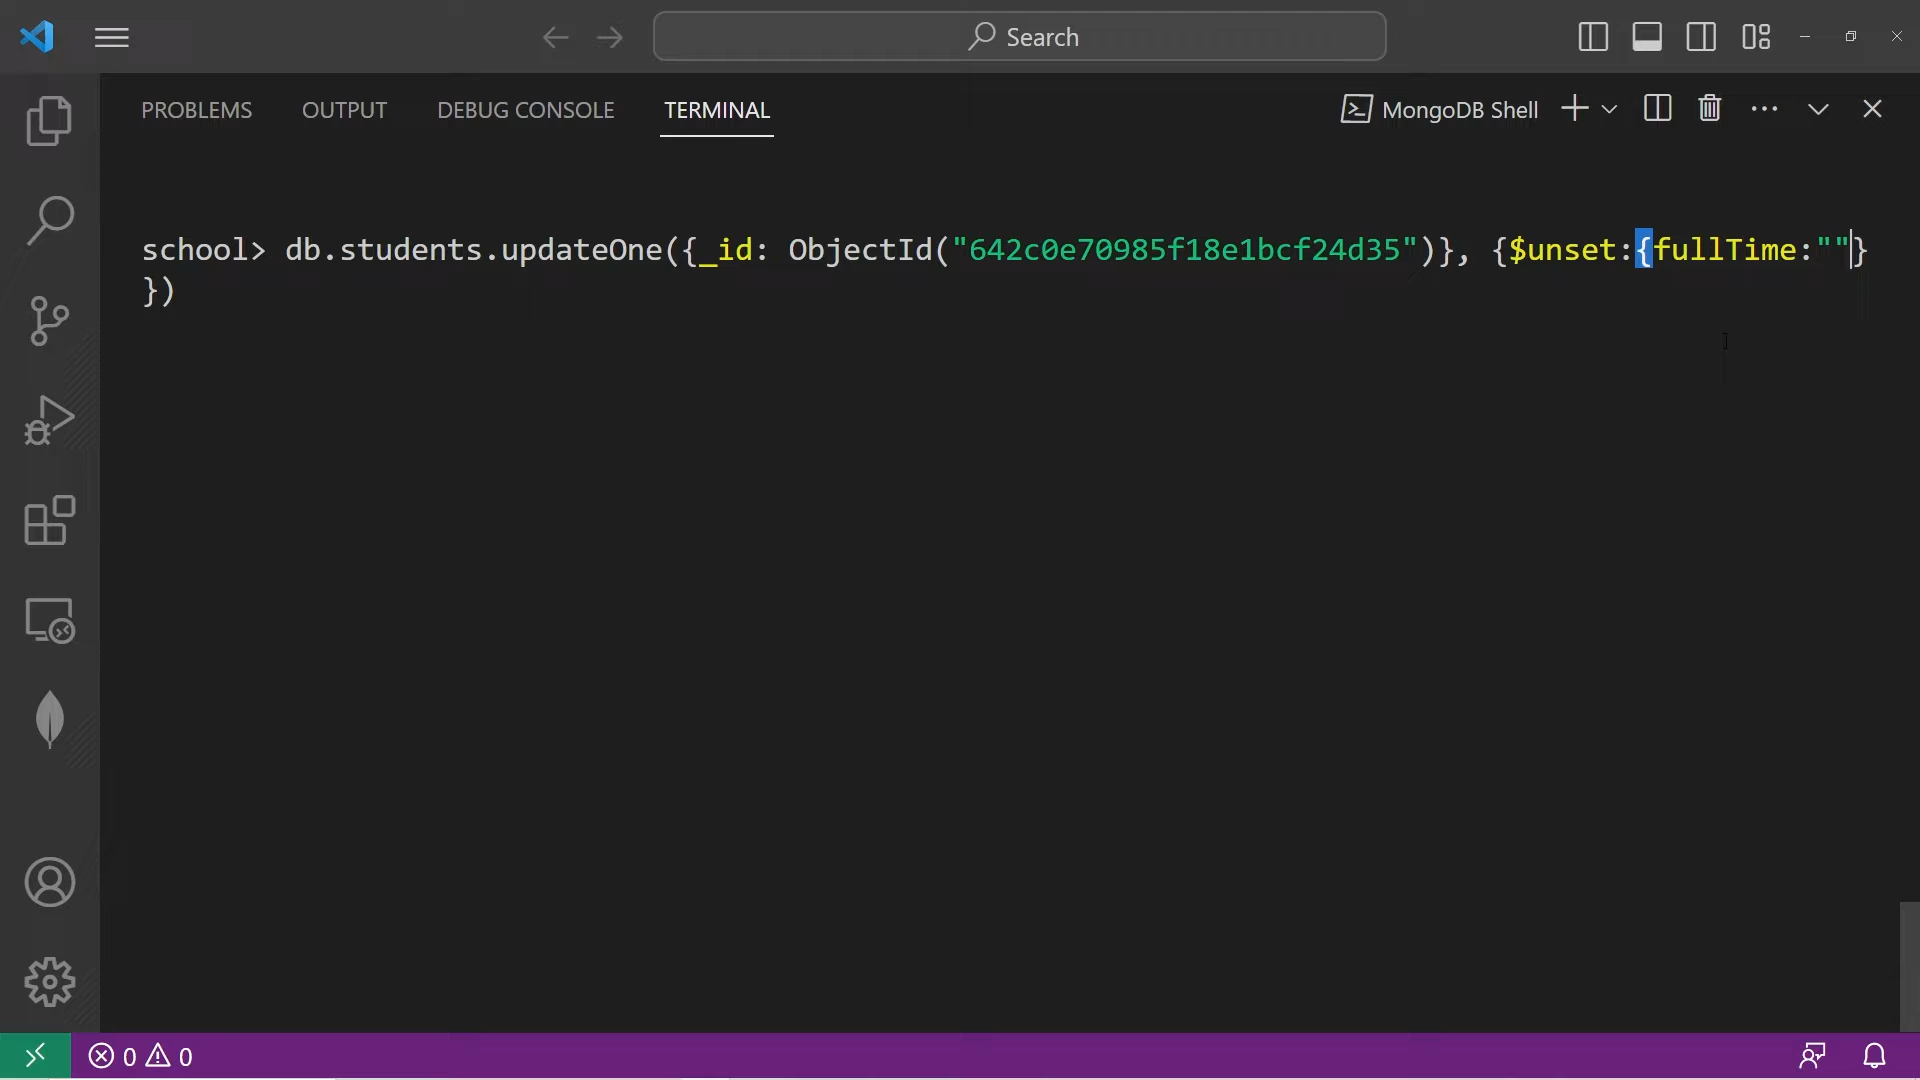 Search
PROBLEMS OUTPUT DEBUG CONSOLE TERMINAL MongoDB Shell
school> db.students.updateOne({_id: ObjectId("642c0e70985f18e1bcf24d35")}, {$unset:{fullTime:""}
})
0 0